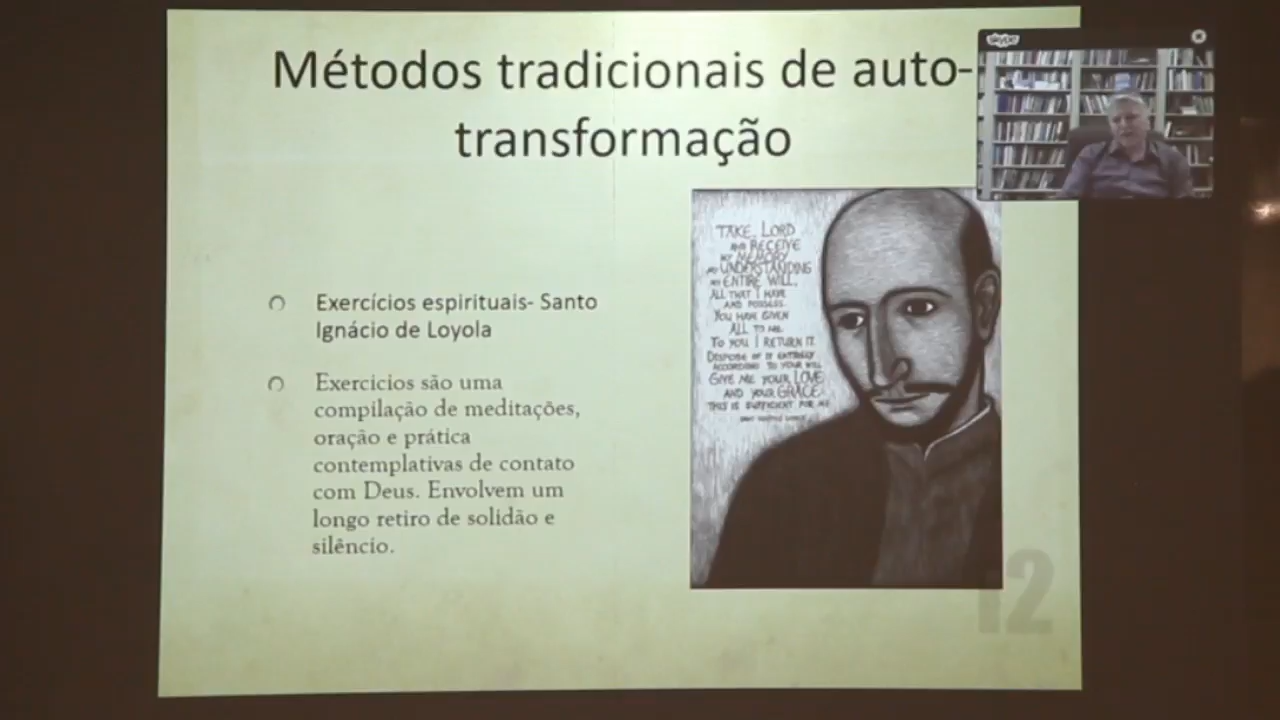 Métodos tradicionais de auto-
transformação
skype
Exercícios espirituais- Santo
Ignácio de Loyola
Exercicios são uma
compilação de meditações,
oração e prática
contemplativas de contato
com Deus. Envolvem um
longo retiro de solidão e
silêncio.
TAKE, LORD
AND RECEIVE
MY MEMORY
MY UNDERSTANDING
MY ENTIRE WILL,
ALL THAT I HAVE
AND POSSESS.
YOU HAVE GIVEN
ALL TO ME.
TO YOU I RETURN IT.
DISPOSE OF IT ENTIRELY
ACCORDING TO YOUR WILL
GIVE ME YOUR LOVE
AND YOUR GRACE
THIS IS SUFFICIENT FOR ME
12